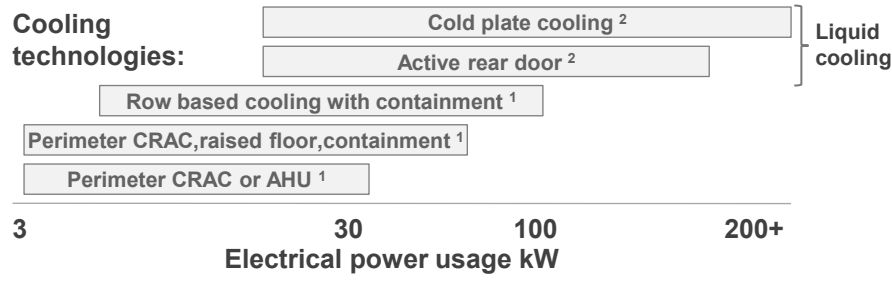 Cooling
technologies:
Cold plate cooling ²
Active rear door ²
Liquid
cooling
Row based cooling with containment ¹
Perimeter CRAC,raised floor,containment ¹
Perimeter CRAC or AHU ¹
3 30 100 200+
Electrical power usage kW